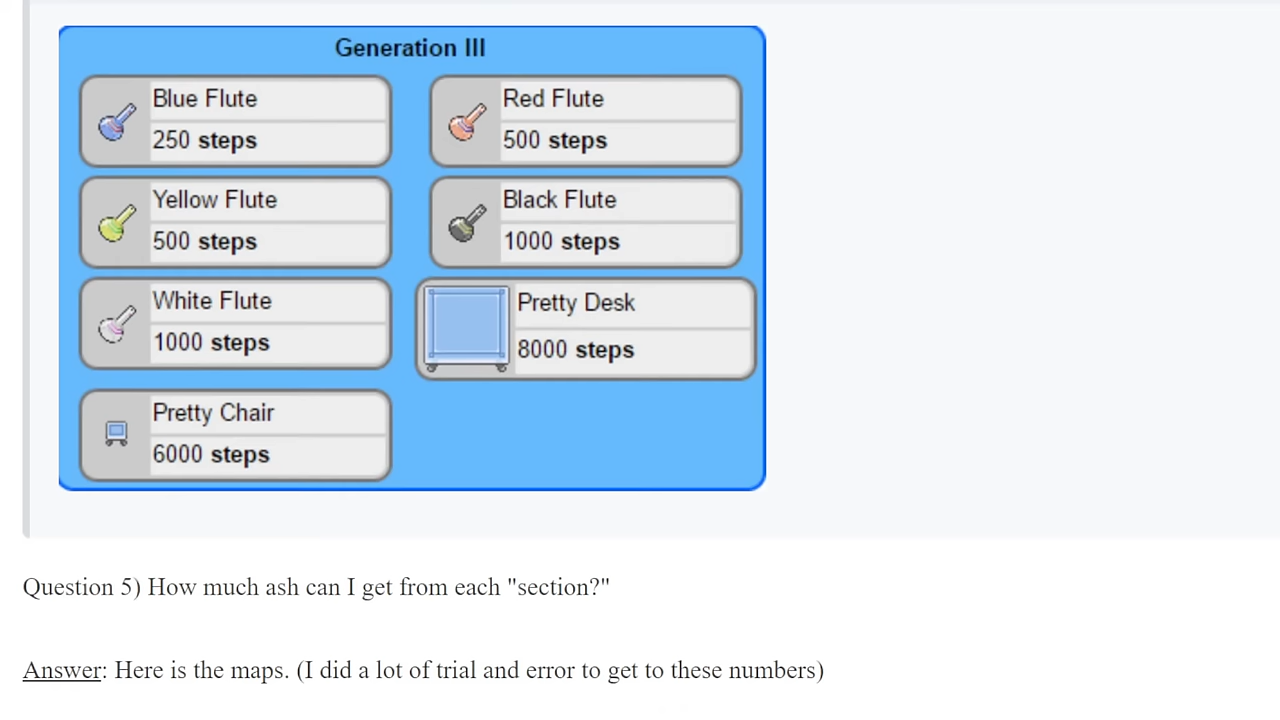 Generation III
Blue Flute
250 steps
Red Flute
500 steps
Yellow Flute
500 steps
Black Flute
1000 steps
White Flute
1000 steps
Pretty Desk
8000 steps
Pretty Chair
6000 steps
Question 5) How much ash can I get from each "section?"
Answer: Here is the maps. (I did a lot of trial and error to get to these numbers)